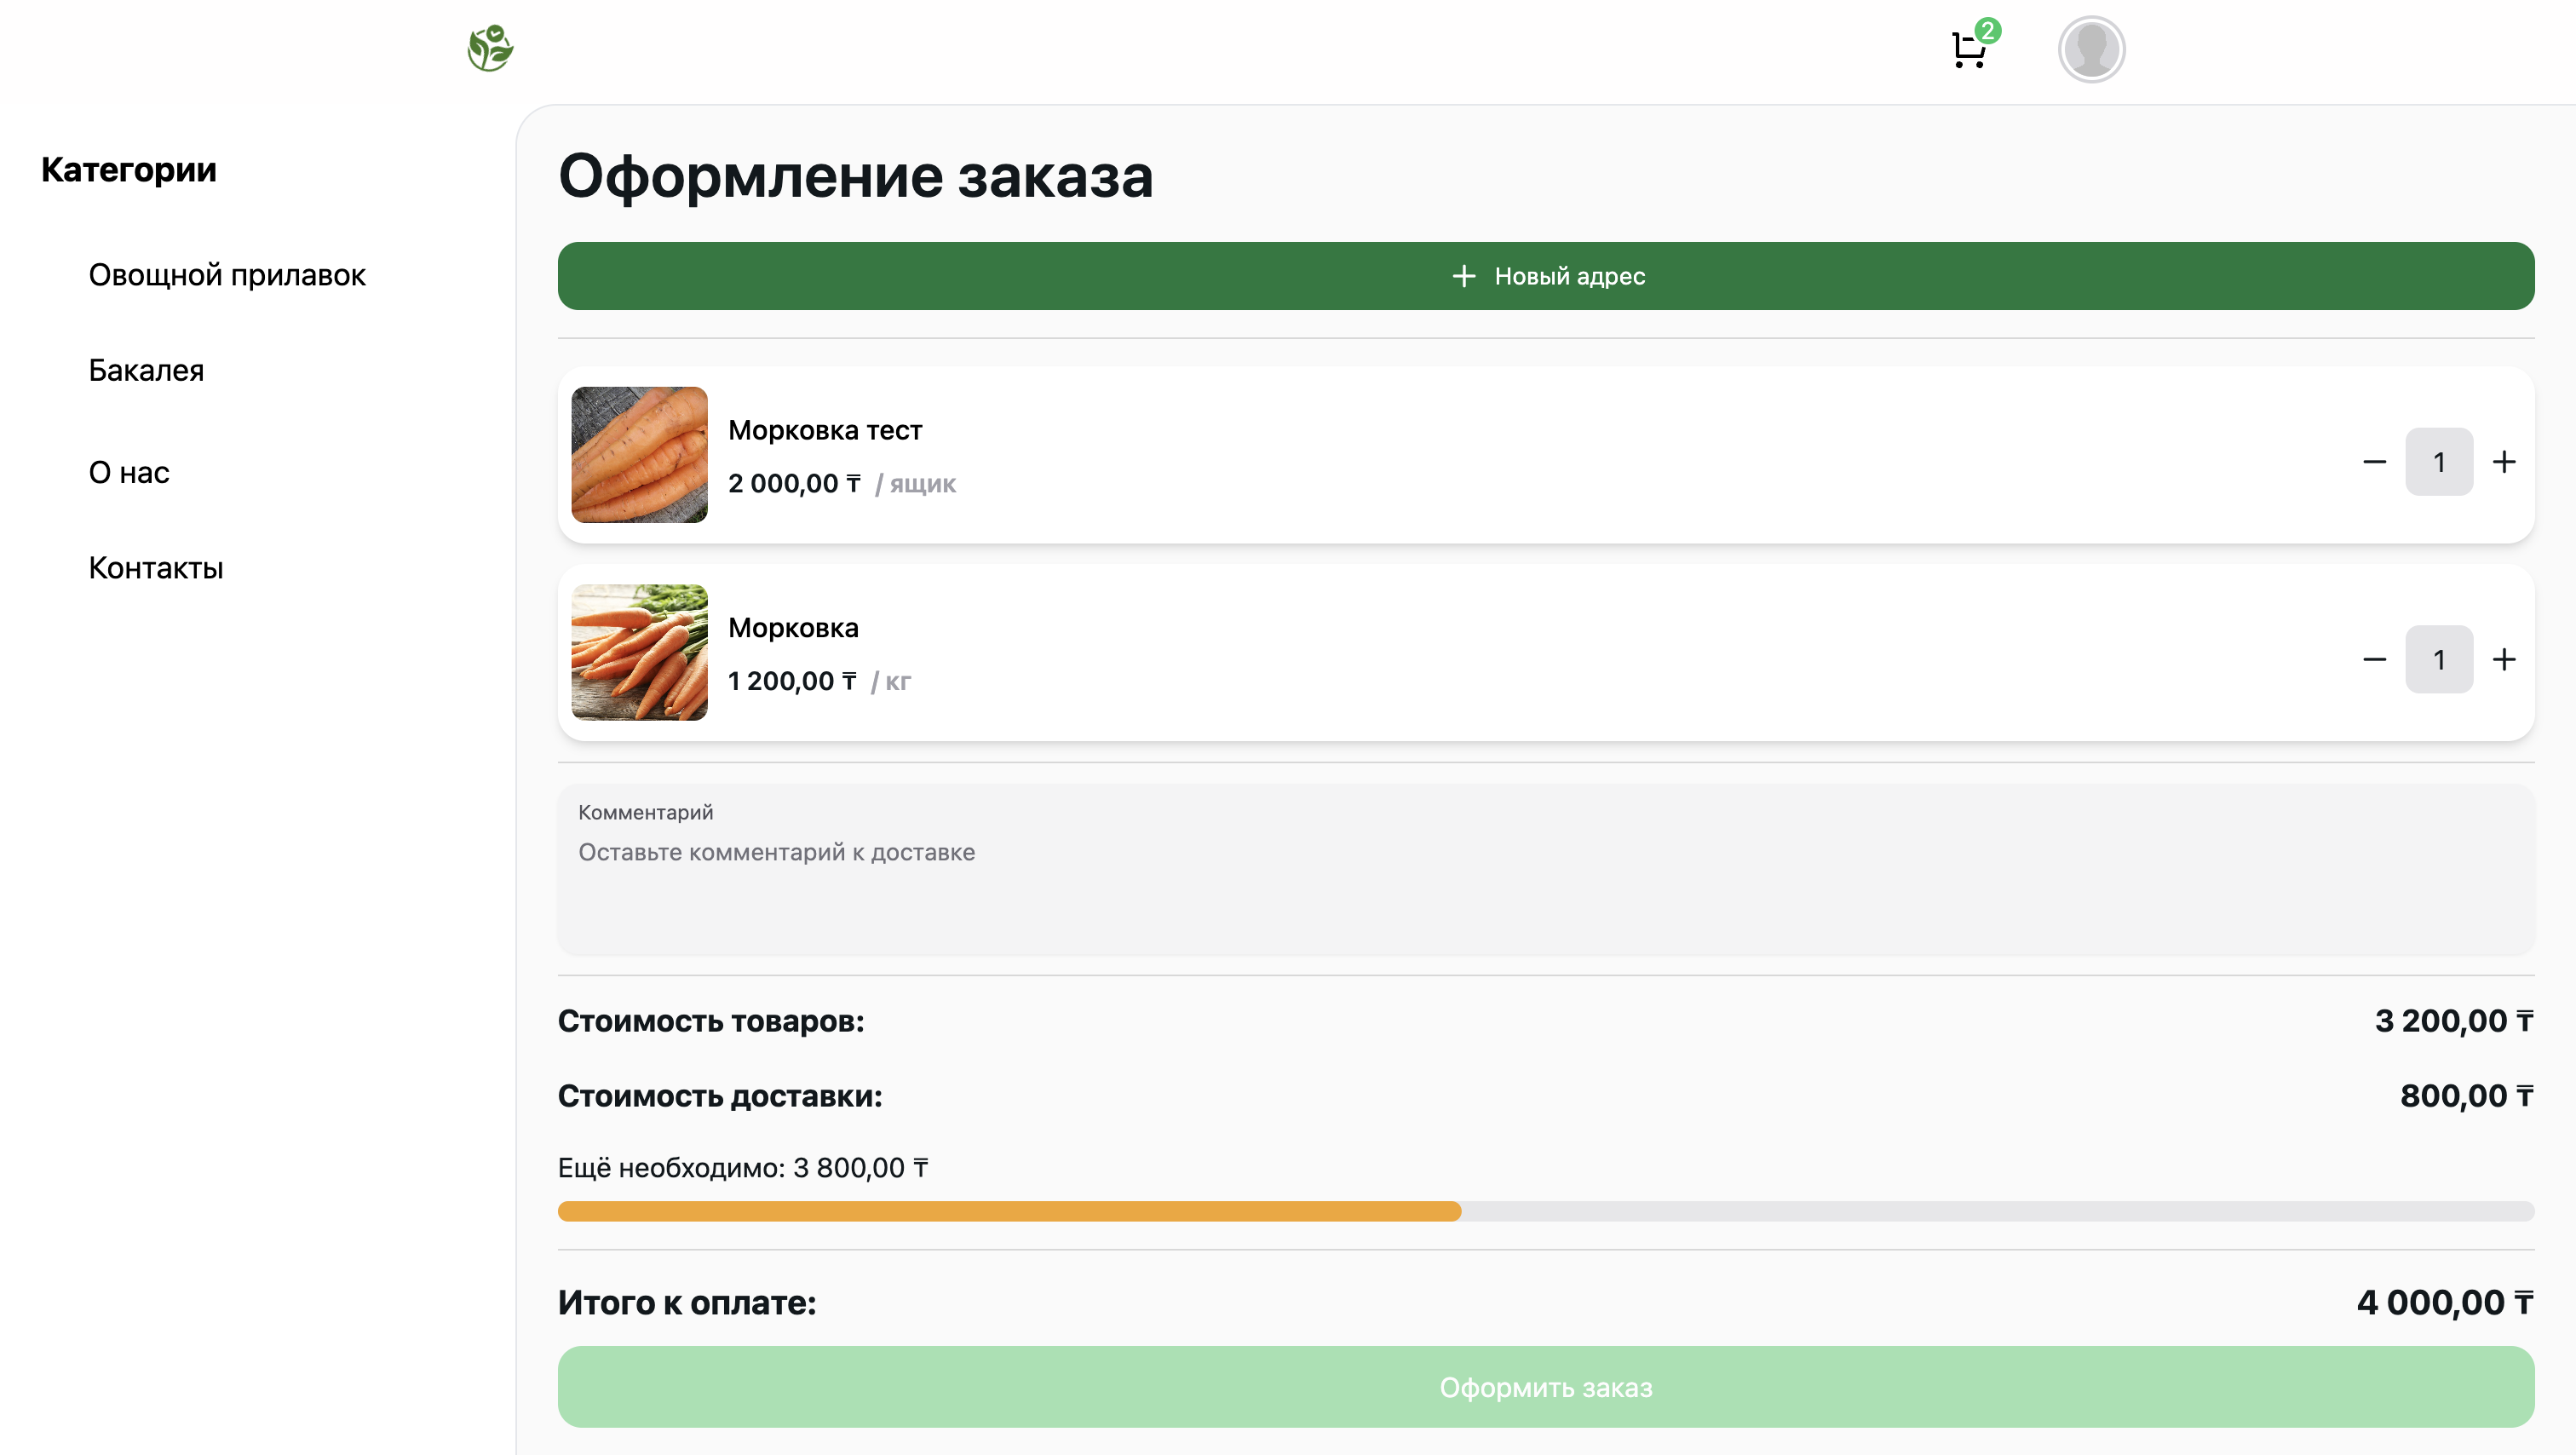 2
Категории
Овощной прилавок
Бакалея
О нас
Контакты
Оформление заказа
Новый адрес
Морковка тест
2 000,00 ₸ / ящик
1
Морковка
1 200,00 ₸ / кг
1
Комментарий
Оставьте комментарий к доставке
Стоимость товаров: 3 200,00 ₸
Стоимость доставки: 800,00 ₸
Ещё необходимо: 3 800,00 ₸
Итого к оплате: 4 000,00 ₸
Оформить заказ